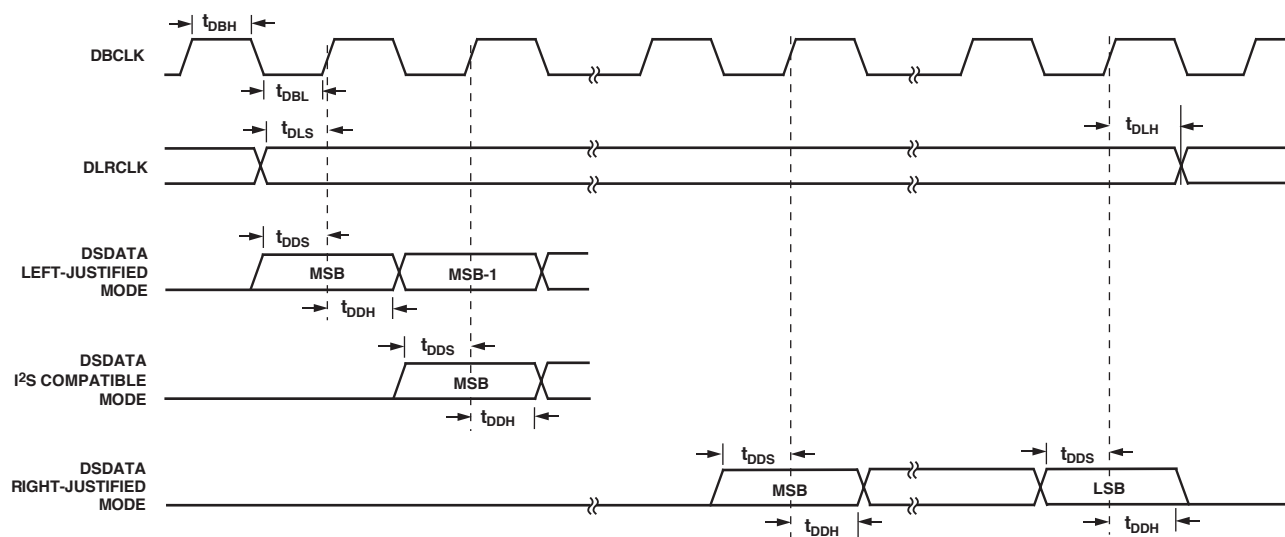 tDBH
DBCLK
tDBL
tDLS
tDLH
DLRCLK
tDDS
DSDATA
LEFT-JUSTIFIED
MODE
MSB
MSB-1
tDDH
DSDATA
I²S COMPATIBLE
MODE
tDDS
MSB
tDDH
DSDATA
RIGHT-JUSTIFIED
MODE
tDDS
tDDS
MSB
LSB
tDDH
tDDH